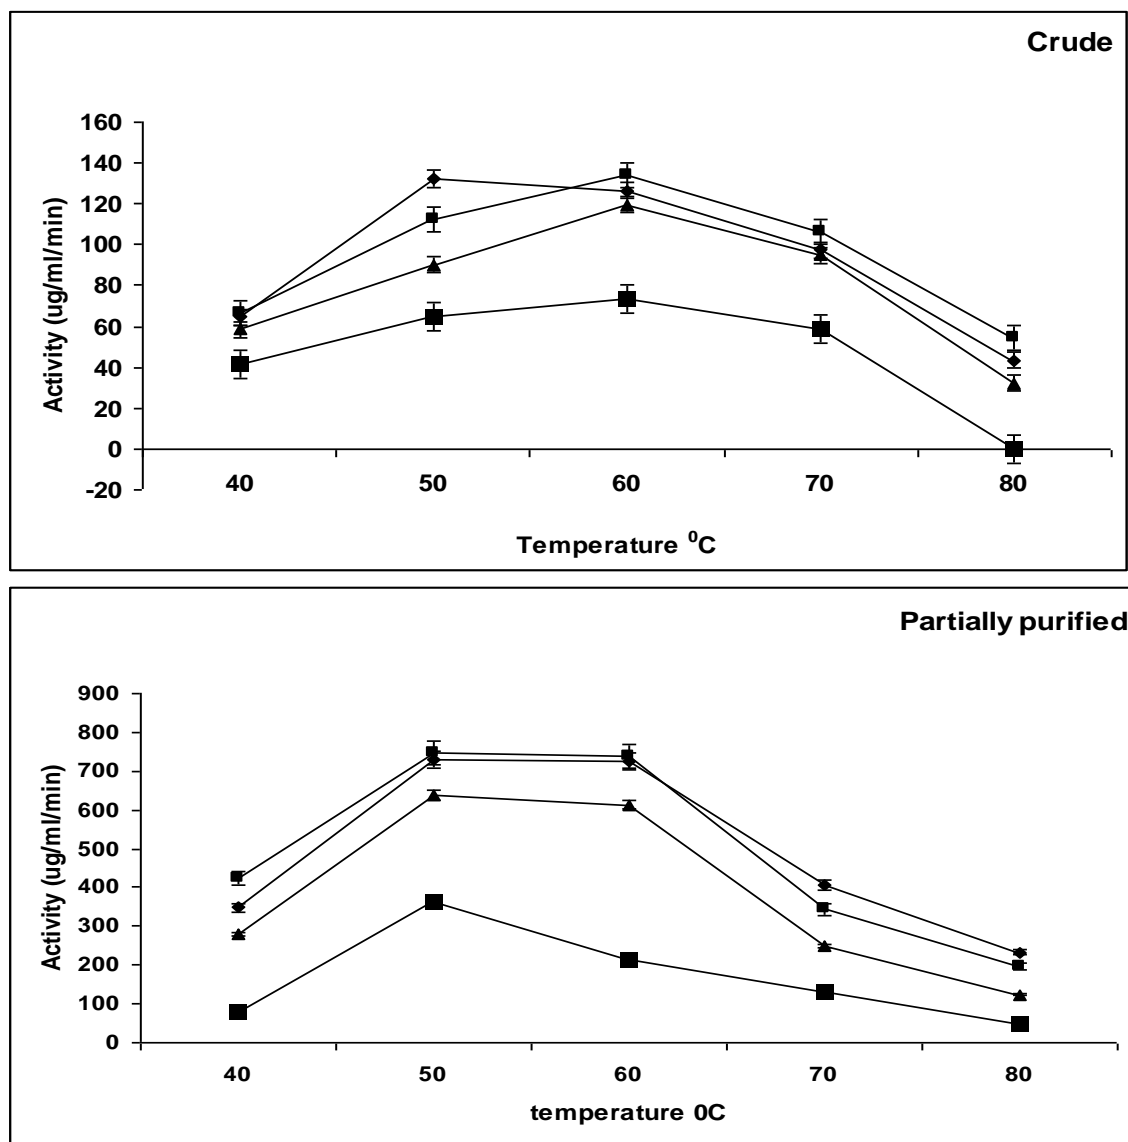 Crude
160
140
120
100
80
60
40
20
0
-20
Activity (ug/ml/min)
40 50 60 70 80
Temperature ⁰C
Partially purified
900
800
700
600
500
400
300
200
100
0
Activity (ug/ml/min)
40 50 60 70 80
temperature 0C